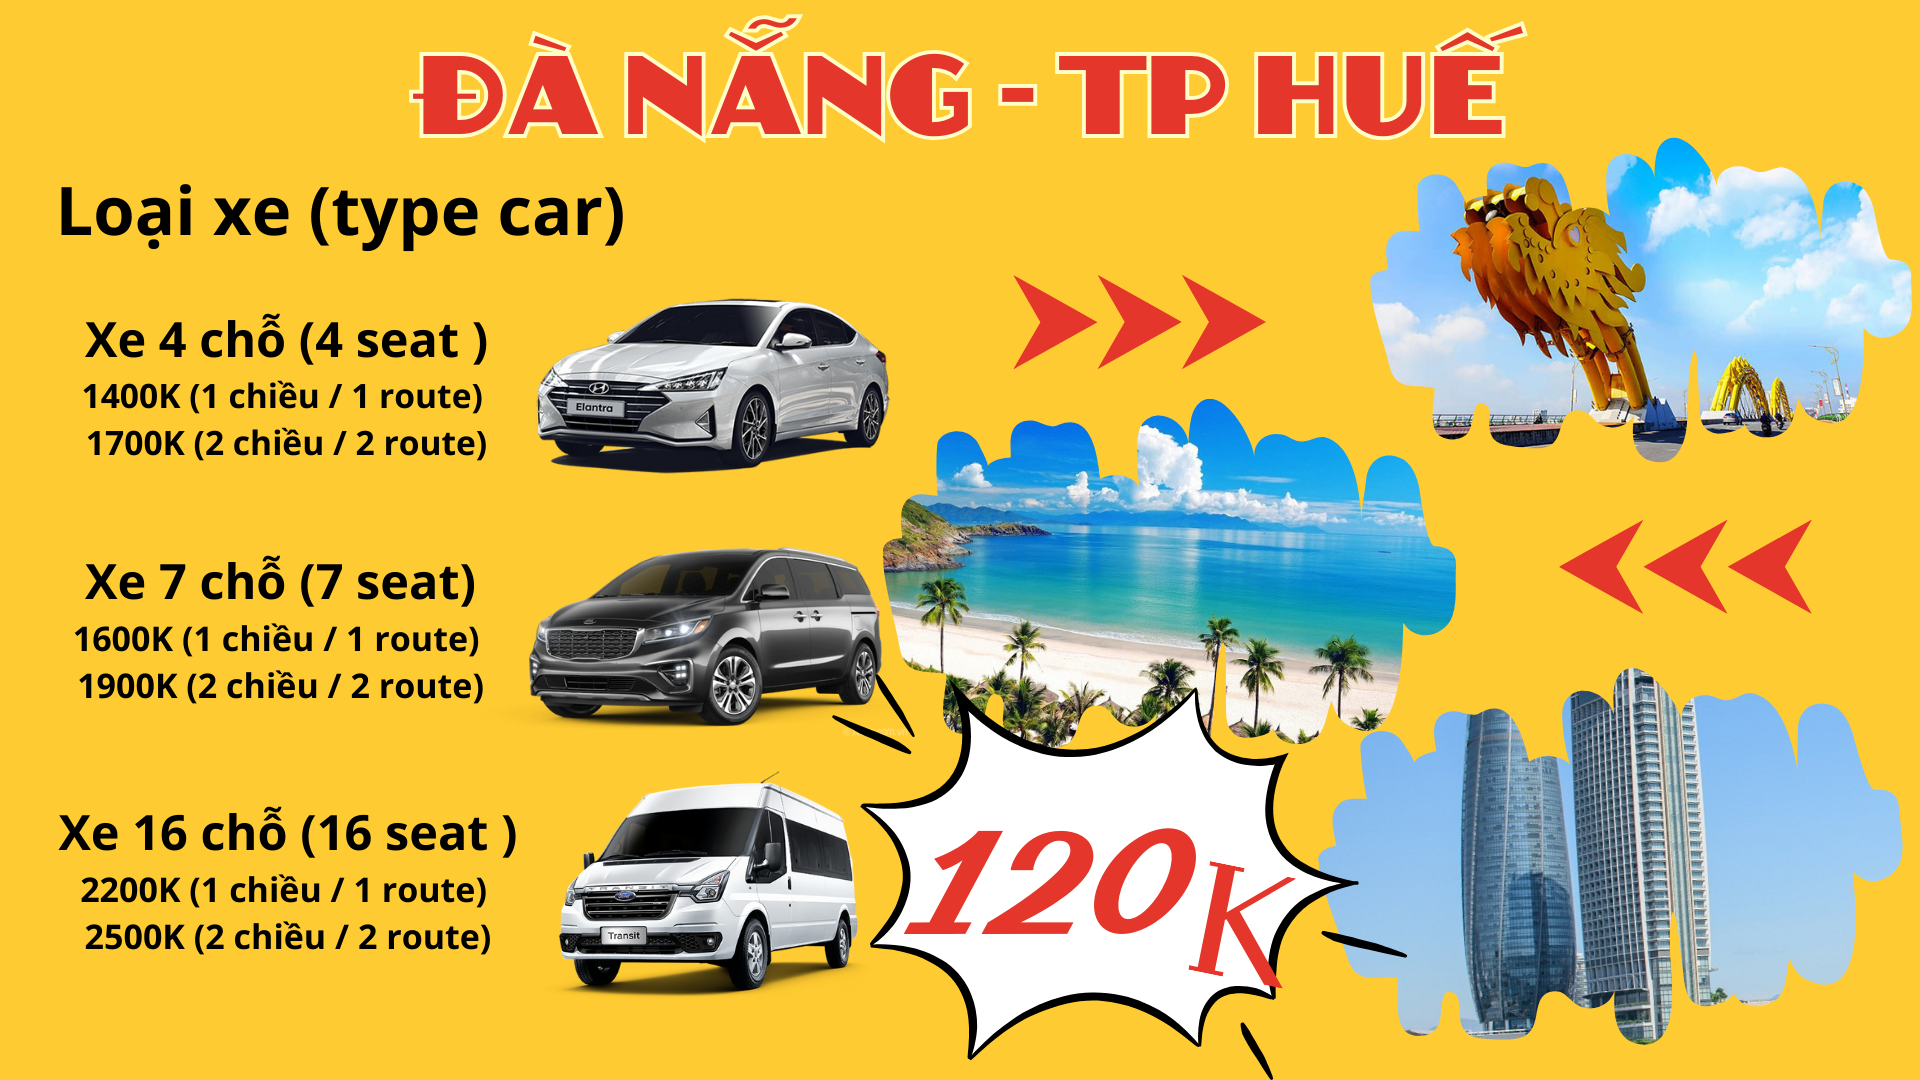 ĐÀ NẴNG - TP HUẾ
Loại xe (type car)
Xe 4 chỗ (4 seat )
1400K (1 chiều / 1 route)
1700K (2 chiều / 2 route)
Elantra
Xe 7 chỗ (7 seat)
1600K (1 chiều / 1 route)
1900K (2 chiều / 2 route)
Xe 16 chỗ (16 seat )
2200K (1 chiều / 1 route)
2500K (2 chiều / 2 route)
Transit
120K